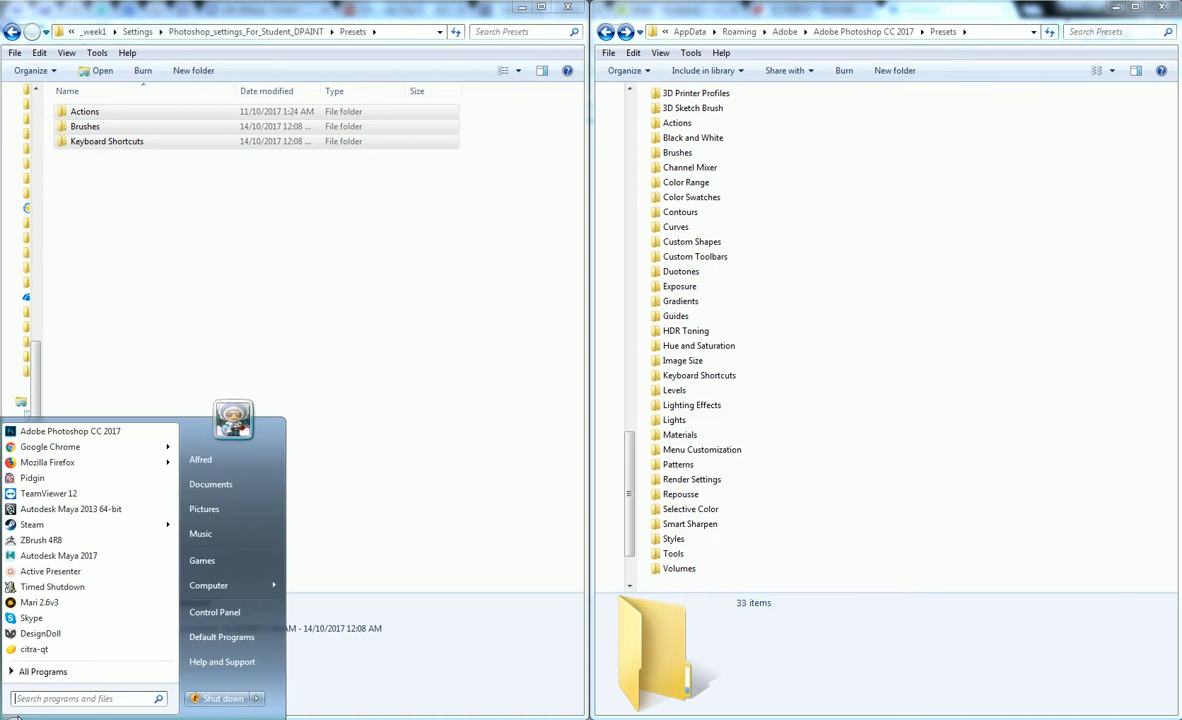 « _week1 Settings Photoshop_settings_For_Student_DPAINT Presets
Search Presets
File Edit View Tools Help
Organize Open Burn New folder
Name Date modified Type Size
Actions 11/10/2017 1:24 AM File folder
Brushes 14/10/2017 12:08 ... File folder
Keyboard Shortcuts 14/10/2017 12:08 ... File folder
AM - 14/10/2017 12:08 AM
Adobe Photoshop CC 2017
Google Chrome
Mozilla Firefox
Pidgin
TeamViewer 12
Autodesk Maya 2013 64-bit
Steam
ZBrush 4R8
Autodesk Maya 2017
Active Presenter
Timed Shutdown
Mari 2.6v3
Skype
DesignDoll
citra-qt
All Programs
Search programs and files
Alfred
Documents
Pictures
Music
Games
Computer
Control Panel
Default Programs
Help and Support
Shut down
« AppData Roaming Adobe Adobe Photoshop CC 2017 Presets
Search Presets
File Edit View Tools Help
Organize Include in library Share with Burn New folder
3D Printer Profiles
3D Sketch Brush
Actions
Black and White
Brushes
Channel Mixer
Color Range
Color Swatches
Contours
Curves
Custom Shapes
Custom Toolbars
Duotones
Exposure
Gradients
Guides
HDR Toning
Hue and Saturation
Image Size
Keyboard Shortcuts
Levels
Lighting Effects
Lights
Materials
Menu Customization
Patterns
Render Settings
Repousse
Selective Color
Smart Sharpen
Styles
Tools
Volumes
33 items